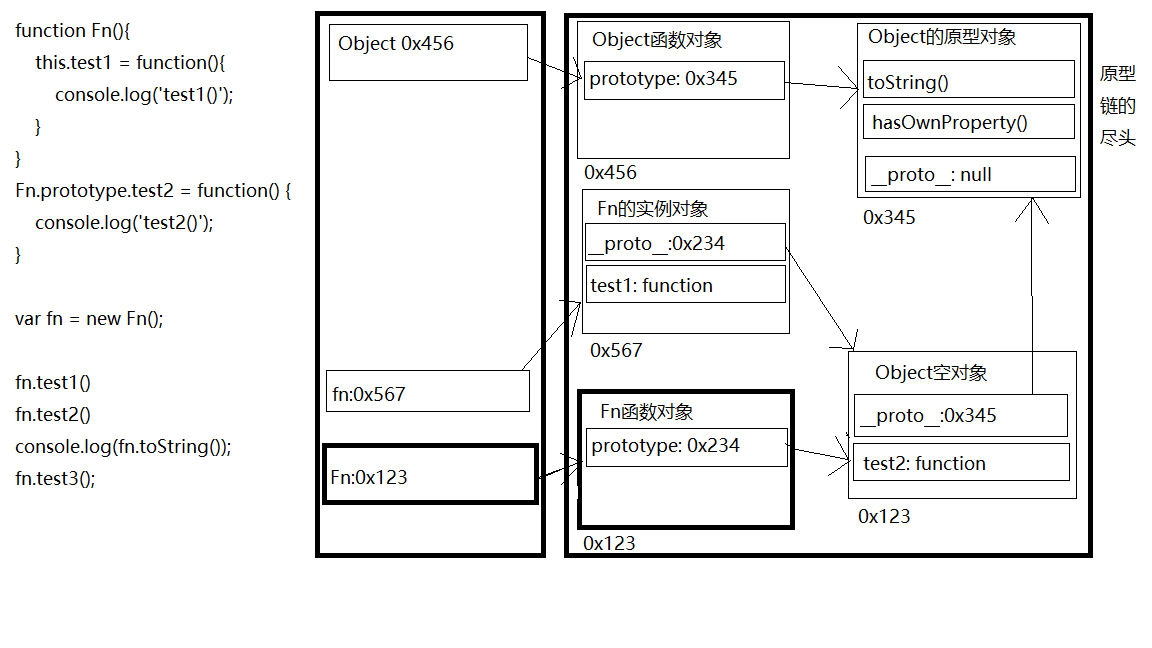 function Fn(){
this.test1 = function(){
console.log('test1()');
}
}
Fn.prototype.test2 = function() {
console.log('test2()');
}
var fn = new Fn();
fn.test1()
fn.test2()
console.log(fn.toString());
fn.test3();
Object 0x456
fn:0x567
Fn:0x123
Object函数对象
prototype: 0x345
0x456
Fn的实例对象
__proto__:0x234
test1: function
0x567
Fn函数对象
prototype: 0x234
0x123
Object的原型对象
toString()
hasOwnProperty()
__proto__: null
0x345
Object空对象
__proto__:0x345
test2: function
0x123
原型
链的
尽头